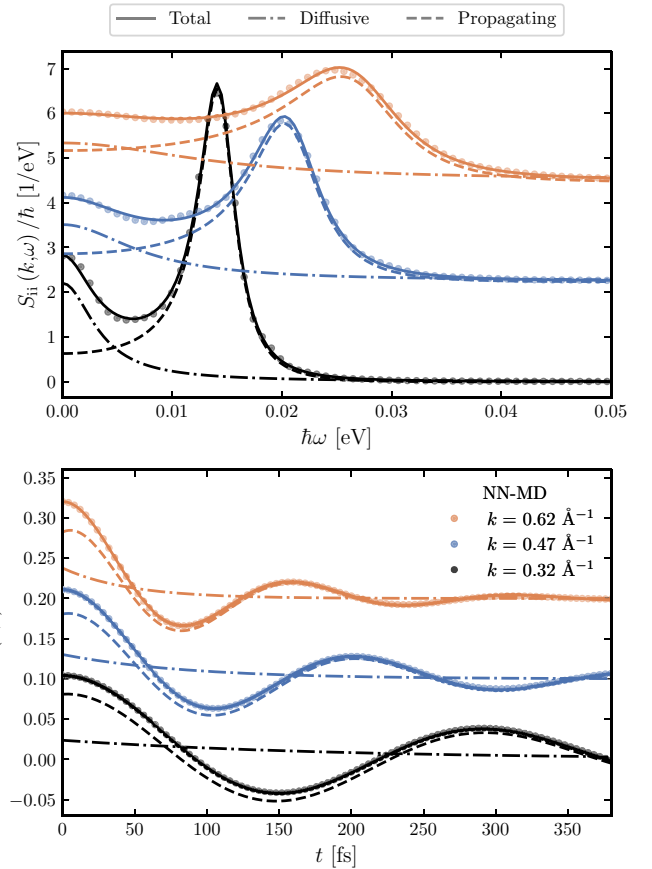 Total Diffusive Propagating
7
6
5
4
3
2
1
0
S_ii (k,ω)/ℏ [1/eV]
0.00 0.01 0.02 0.03 0.04 0.05
ℏω [eV]
0.35
0.30
0.25
0.20
0.15
0.10
0.05
0.00
−0.05
NN-MD
k = 0.62 Å⁻¹
k = 0.47 Å⁻¹
k = 0.32 Å⁻¹
0 50 100 150 200 250 300 350
t [fs]